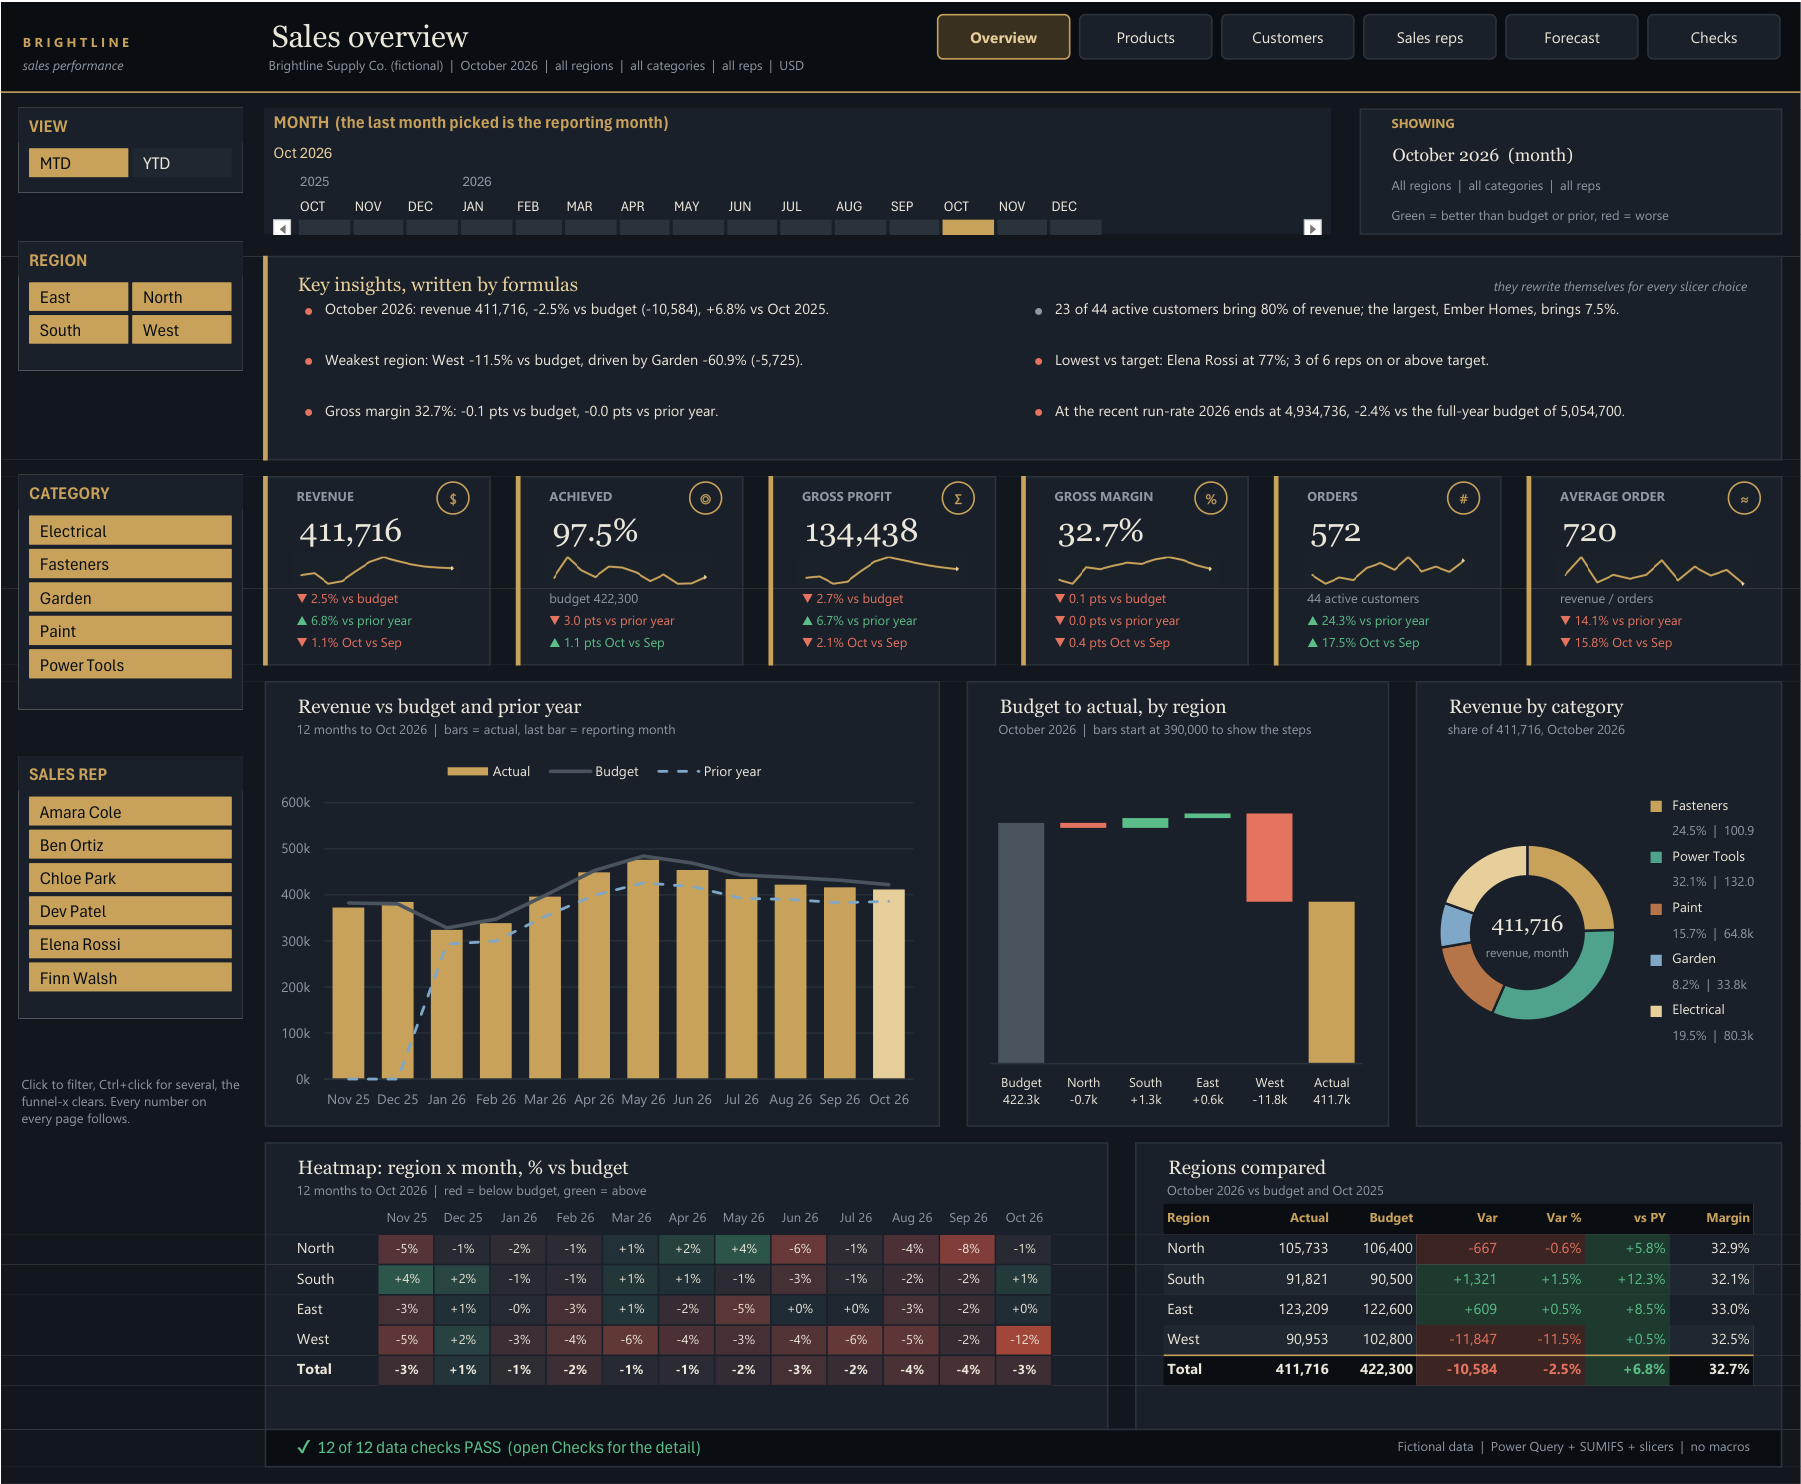 BRIGHTLINE
sales performance
Sales overview
Brightline Supply Co. (fictional) | October 2026 | all regions | all categories | all reps | USD
Overview
Products
Customers
Sales reps
Forecast
Checks
VIEW
MTD YTD
MONTH (the last month picked is the reporting month)
Oct 2026
2025 2026
OCT NOV DEC JAN FEB MAR APR MAY JUN JUL AUG SEP OCT NOV DEC
SHOWING
October 2026 (month)
All regions | all categories | all reps
Green = better than budget or prior, red = worse
REGION
East North
South West
Key insights, written by formulas
they rewrite themselves for every slicer choice
October 2026: revenue 411,716, -2.5% vs budget (-10,584), +6.8% vs Oct 2025.
Weakest region: West -11.5% vs budget, driven by Garden -60.9% (-5,725).
Gross margin 32.7%: -0.1 pts vs budget, -0.0 pts vs prior year.
23 of 44 active customers bring 80% of revenue; the largest, Ember Homes, brings 7.5%.
Lowest vs target: Elena Rossi at 77%; 3 of 6 reps on or above target.
At the recent run-rate 2026 ends at 4,934,736, -2.4% vs the full-year budget of 5,054,700.
CATEGORY
Electrical
Fasteners
Garden
Paint
Power Tools
REVENUE $
411,716
▼ 2.5% vs budget
▲ 6.8% vs prior year
▼ 1.1% Oct vs Sep
ACHIEVED ◎
97.5%
budget 422,300
▼ 3.0 pts vs prior year
▲ 1.1 pts Oct vs Sep
GROSS PROFIT Σ
134,438
▼ 2.7% vs budget
▲ 6.7% vs prior year
▼ 2.1% Oct vs Sep
GROSS MARGIN %
32.7%
▼ 0.1 pts vs budget
▼ 0.0 pts vs prior year
▼ 0.4 pts Oct vs Sep
ORDERS #
572
44 active customers
▲ 24.3% vs prior year
▲ 17.5% Oct vs Sep
AVERAGE ORDER ≈
720
revenue / orders
▼ 14.1% vs prior year
▼ 15.8% Oct vs Sep
SALES REP
Amara Cole
Ben Ortiz
Chloe Park
Dev Patel
Elena Rossi
Finn Walsh
Click to filter, Ctrl+click for several, the
funnel-x clears. Every number on
every page follows.
Revenue vs budget and prior year
12 months to Oct 2026 | bars = actual, last bar = reporting month
Actual Budget Prior year
600k
500k
400k
300k
200k
100k
0k
Nov 25 Dec 25 Jan 26 Feb 26 Mar 26 Apr 26 May 26 Jun 26 Jul 26 Aug 26 Sep 26 Oct 26
Budget to actual, by region
October 2026 | bars start at 390,000 to show the steps
Budget North South East West Actual
422.3k -0.7k +1.3k +0.6k -11.8k 411.7k
Revenue by category
share of 411,716, October 2026
411,716
revenue, month
Fasteners
24.5% | 100.9
Power Tools
32.1% | 132.0
Paint
15.7% | 64.8k
Garden
8.2% | 33.8k
Electrical
19.5% | 80.3k
Heatmap: region x month, % vs budget
12 months to Oct 2026 | red = below budget, green = above
Nov 25 Dec 25 Jan 26 Feb 26 Mar 26 Apr 26 May 26 Jun 26 Jul 26 Aug 26 Sep 26 Oct 26
North -5% -1% -2% -1% +1% +2% +4% -6% -1% -4% -8% -1%
South +4% +2% -1% -1% +1% +1% -1% -3% -1% -2% -2% +1%
East -3% +1% -0% -3% +1% -2% -5% +0% +0% -3% -2% +0%
West -5% +2% -3% -4% -6% -4% -3% -4% -6% -5% -2% -12%
Total -3% +1% -1% -2% -1% -1% -2% -3% -2% -4% -4% -3%
Regions compared
October 2026 vs budget and Oct 2025
Region Actual Budget Var Var % vs PY Margin
North 105,733 106,400 -667 -0.6% +5.8% 32.9%
South 91,821 90,500 +1,321 +1.5% +12.3% 32.1%
East 123,209 122,600 +609 +0.5% +8.5% 33.0%
West 90,953 102,800 -11,847 -11.5% +0.5% 32.5%
Total 411,716 422,300 -10,584 -2.5% +6.8% 32.7%
✓ 12 of 12 data checks PASS (open Checks for the detail)
Fictional data | Power Query + SUMIFS + slicers | no macros